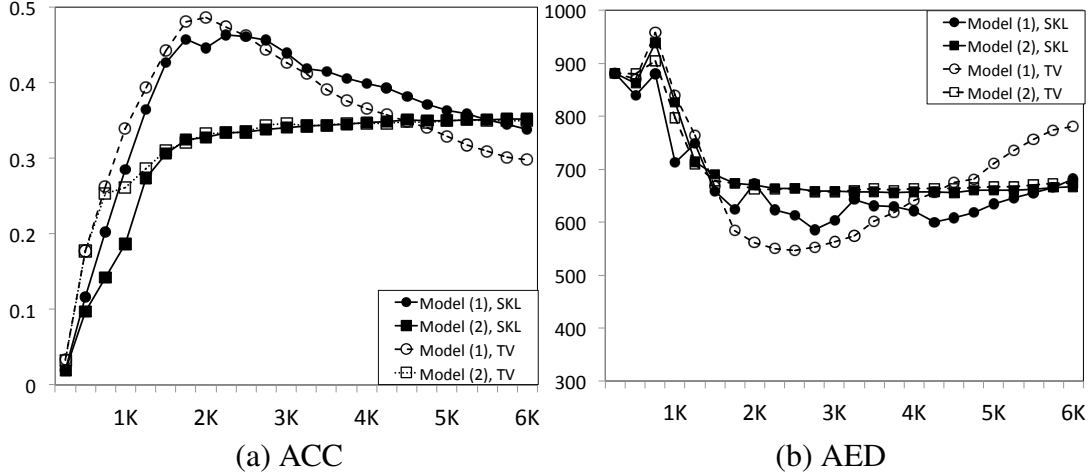 0.5
0.4
0.3
0.2
0.1
0
1K 2K 3K 4K 5K 6K
Model (1), SKL
Model (2), SKL
Model (1), TV
Model (2), TV
(a) ACC
1000
900
800
700
600
500
400
300
1K 2K 3K 4K 5K 6K
Model (1), SKL
Model (2), SKL
Model (1), TV
Model (2), TV
(b) AED